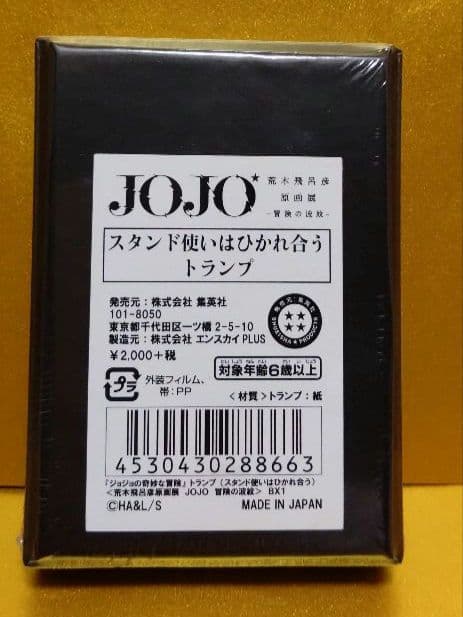 JOJO★
荒木飛呂彦
原画展
-冒険の波紋-
スタンド使いはひかれ合う
トランプ
発売元：株式会社 集英社
101-8050
東京都千代田区一ツ橋 2-5-10
製造元：株式会社 エンスカイ PLUS
￥2,000+税
対象年齢6歳以上
プラ
外装フィルム、
帯：PP
〈材質〉トランプ：紙
4530430288663
『ジョジョの奇妙な冒険』トランプ（スタンド使いはひかれ合う）
＜荒木飛呂彦原画展 JOJO 冒険の波紋＞ BX1
©HA&L/S
MADE IN JAPAN